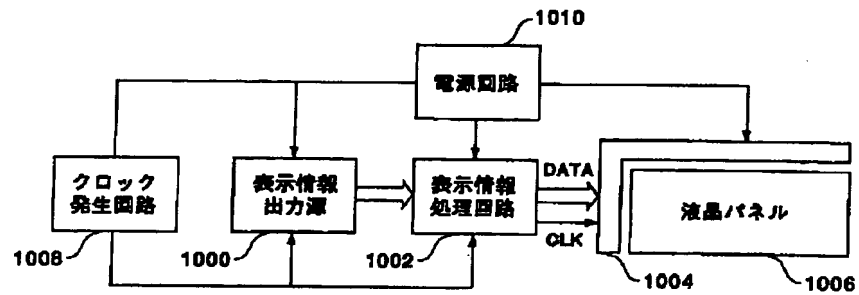 1010
電源回路
クロック
発生回路
1008
表示情報
出力源
1000
表示情報
処理回路
1002
DATA
CLK
液晶パネル
1004
1006